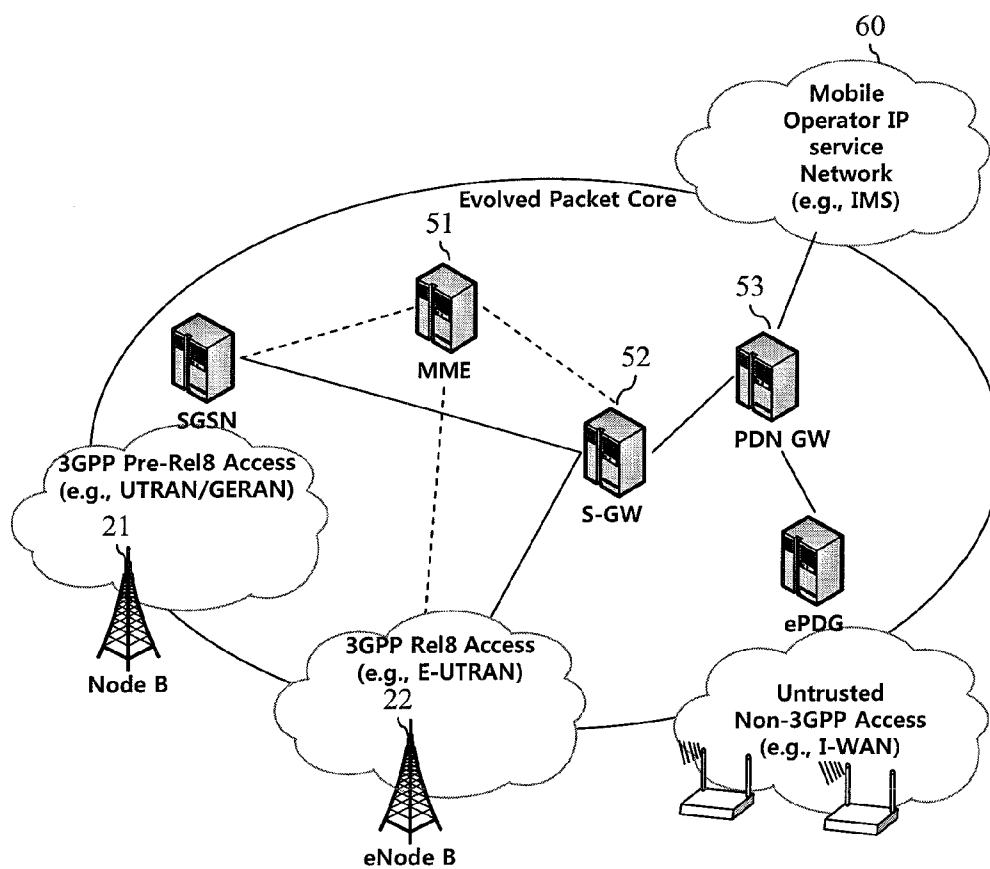 60
Mobile
Operator IP
service
Network
(e.g., IMS)
Evolved Packet Core
51
53
MME
52
SGSN
PDN GW
3GPP Pre-Rel8 Access
(e.g., UTRAN/GERAN)
S-GW
21
ePDG
3GPP Rel8 Access
(e.g., E-UTRAN)
Node B
22
Untrusted
Non-3GPP Access
(e.g., I-WAN)
eNode B